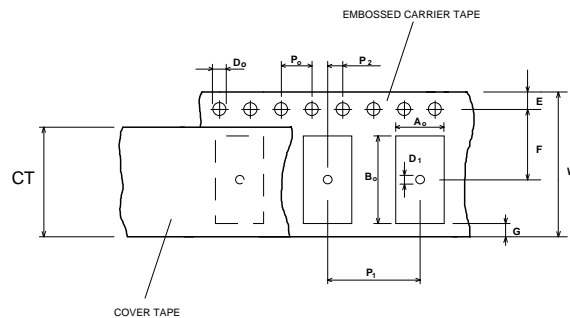 EMBOSSED CARRIER TAPE
Do
Po
P2
E
Ao
F
D1
CT
Bo
G
P1
COVER TAPE